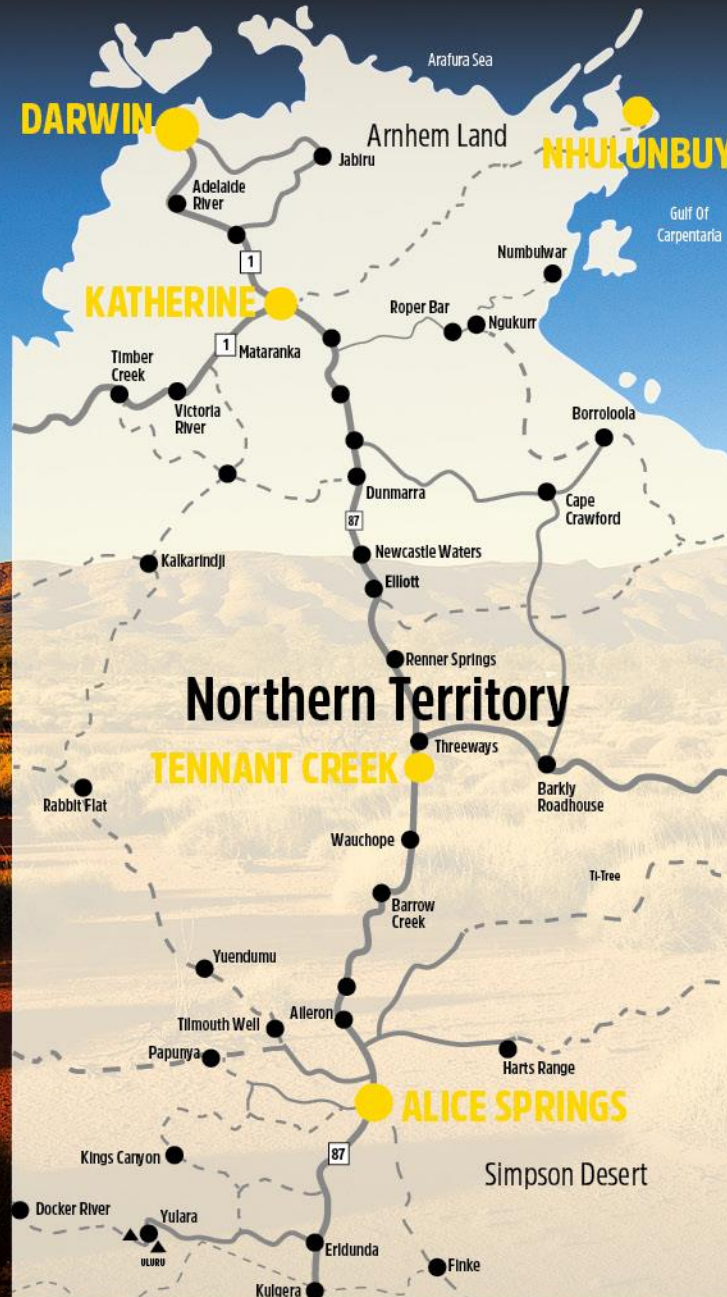 Arafura Sea
DARWIN
Arnhem Land
NHULUNBUY
Jabiru
Adelaide
River
Gulf Of
Carpentaria
1
Numbulwar
KATHERINE
Roper Bar
Ngukurr
1
Mataranka
Timber
Creek
Victoria
River
Borroloola
Dunmarra
Cape
Crawford
87
Newcastle Waters
Kalkarindji
Elliott
Renner Springs
Northern Territory
Threeways
TENNANT CREEK
Barkly
Roadhouse
Rabbit Flat
Wauchope
Ti-Tree
Barrow
Creek
Yuendumu
Aileron
Tilmouth Well
Papunya
Harts Range
ALICE SPRINGS
87
Kings Canyon
Simpson Desert
Docker River
Yulara
ULURU
Erldunda
Finke
Kulgera